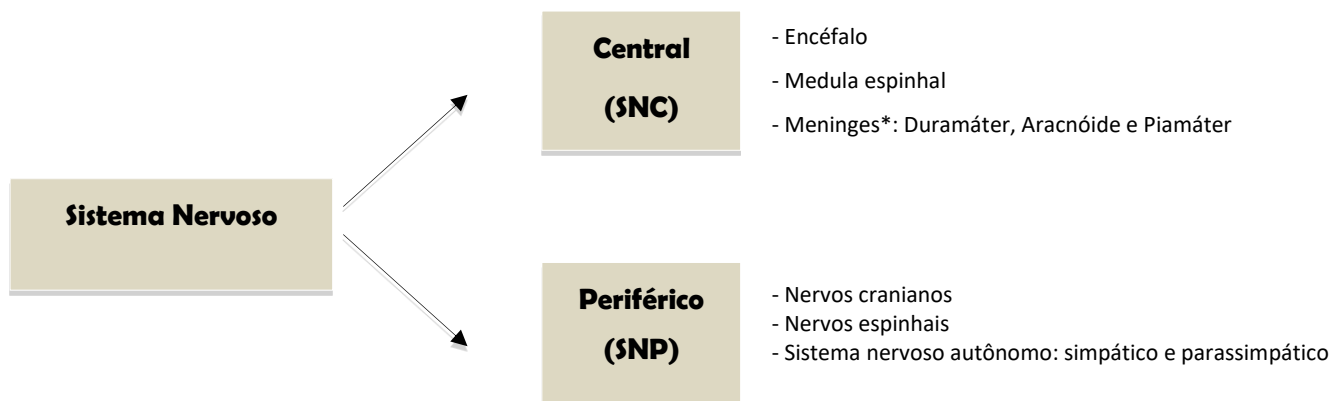 Central
(SNC)
- Encéfalo
- Medula espinhal
- Meninges*: Duramáter, Aracnóide e Piamáter
Sistema Nervoso
Periférico
(SNP)
- Nervos cranianos
- Nervos espinhais
- Sistema nervoso autônomo: simpático e parassimpático